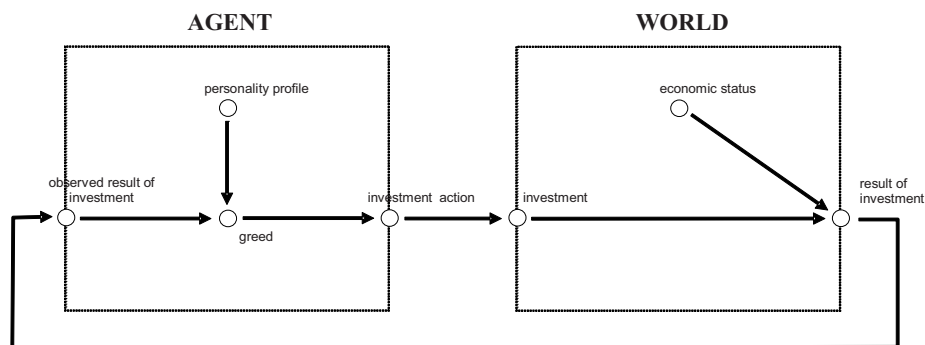 AGENT
WORLD
personality profile
economic status
observed result of
investment
investment action
investment
result of
investment
greed